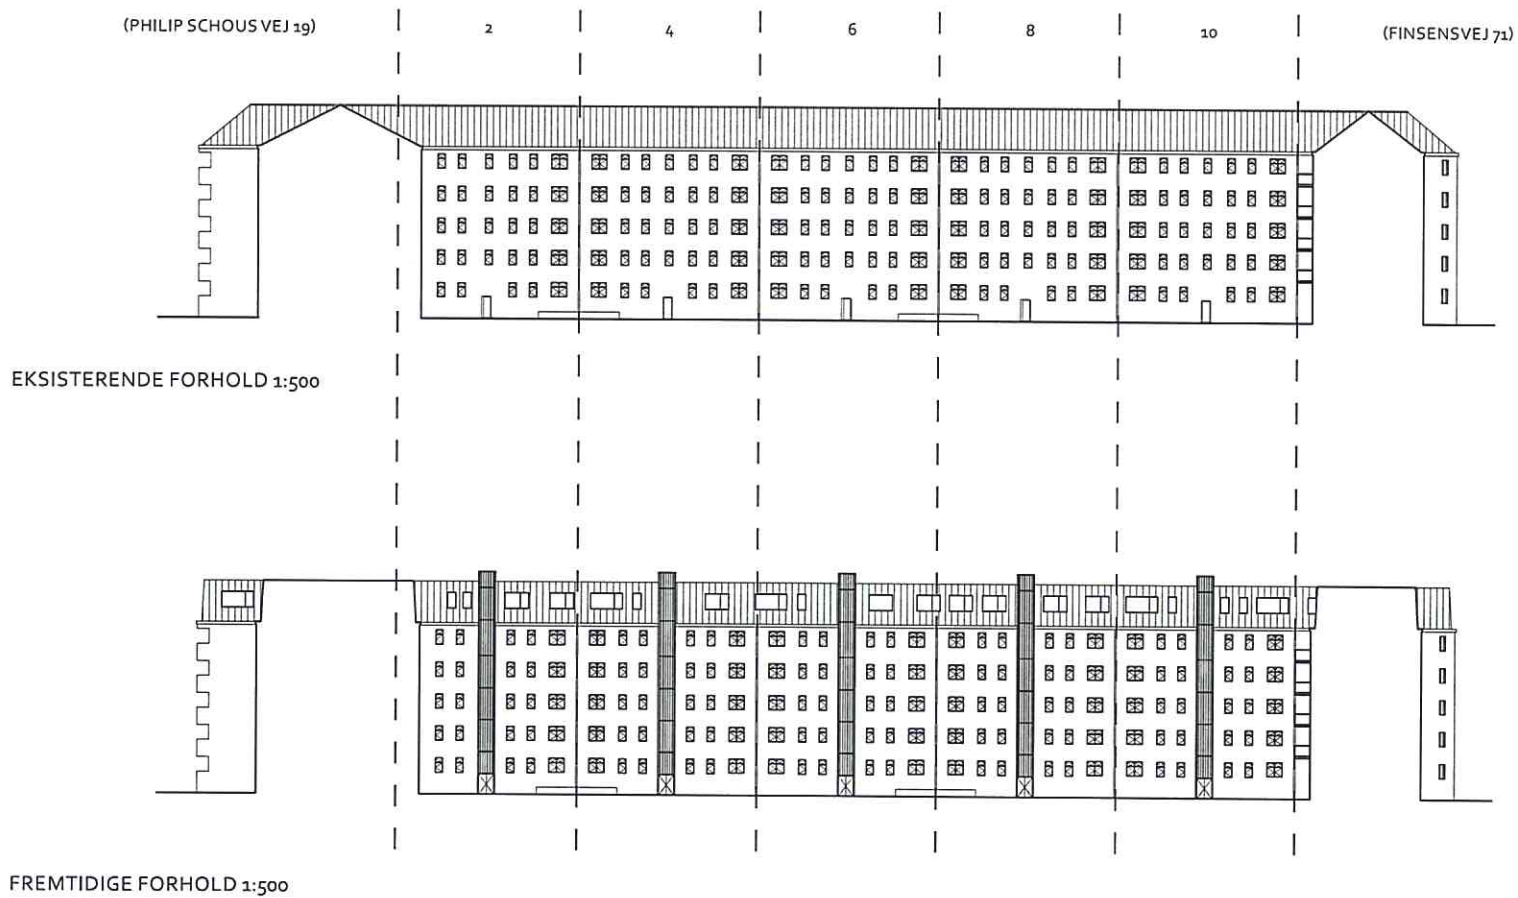 (PHILIP SCHOUS VEJ 19) 2 4 6 8 10 (FINSENSVEJ 71)
EKSISTERENDE FORHOLD 1:500
FREMTIDIGE FORHOLD 1:500